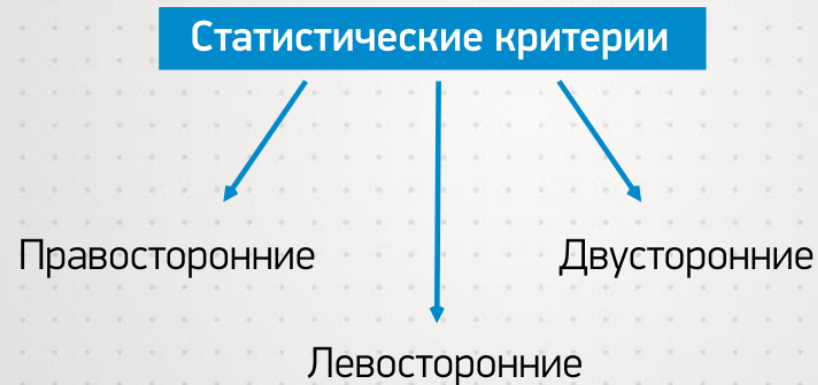 Статистические критерии
Правосторонние
Двусторонние
Левосторонние